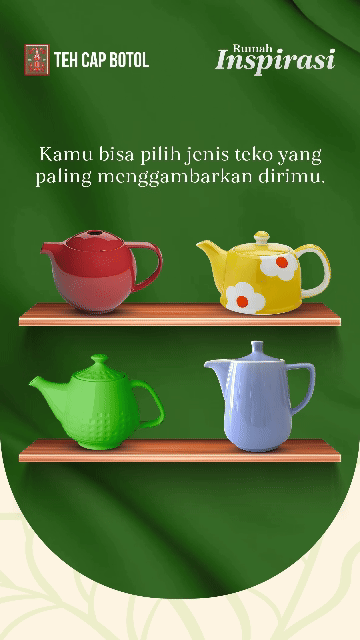 TEH CAP BOTOL
Rumah
Inspirasi
Kamu bisa pilih jenis teko yang
paling menggambarkan dirimu.